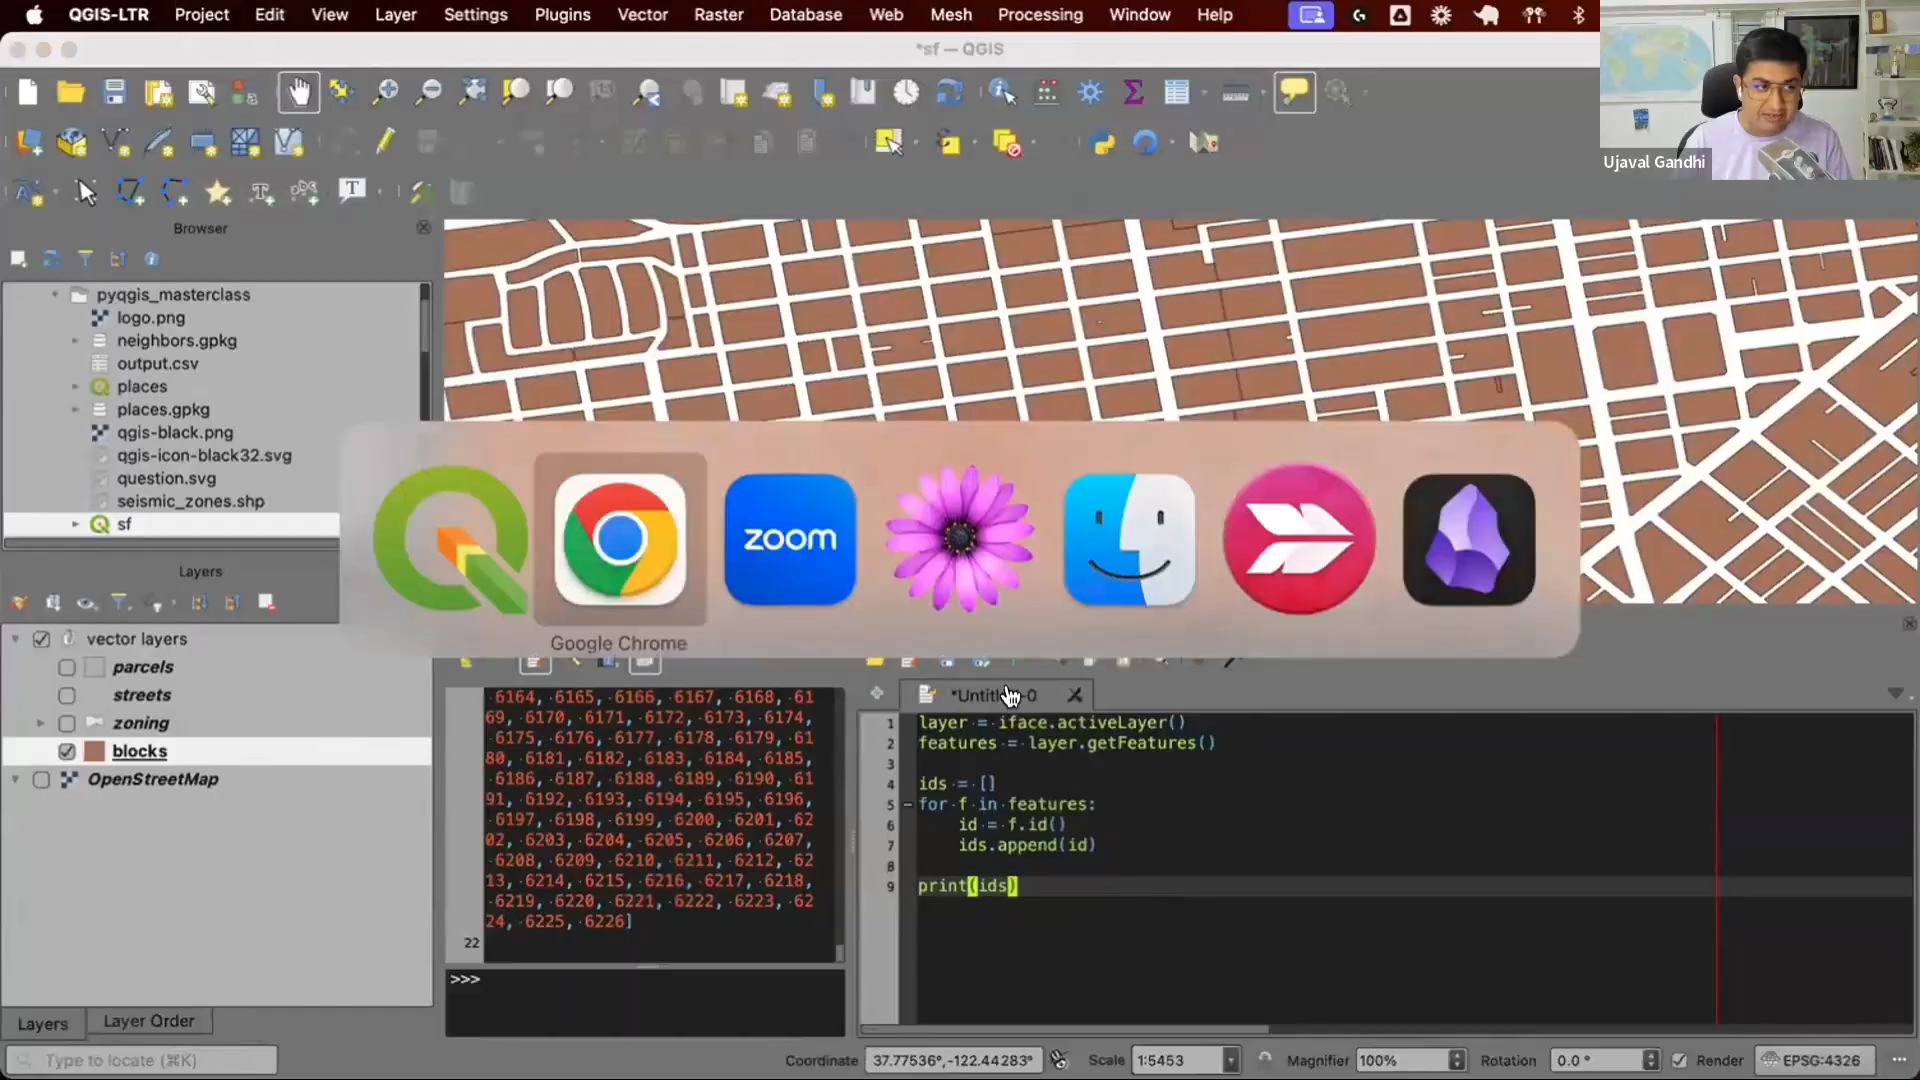 QGIS-LTR Project Edit View Layer Settings Plugins Vector Raster Database Web Mesh Processing Window Help
*sf — QGIS
Ujaval Gandhi
Browser
pyqgis_masterclass
logo.png
neighbors.gpkg
output.csv
places
places.gpkg
qgis-black.png
qgis-icon-black32.svg
question.svg
seismic_zones.shp
sf
zoom
Google Chrome
Layers
vector layers
parcels
streets
zoning
blocks
OpenStreetMap
6164, 6165, 6166, 6167, 6168, 61
69, 6170, 6171, 6172, 6173, 6174,
6175, 6176, 6177, 6178, 6179, 61
80, 6181, 6182, 6183, 6184, 6185,
6186, 6187, 6188, 6189, 6190, 61
91, 6192, 6193, 6194, 6195, 6196,
6197, 6198, 6199, 6200, 6201, 62
02, 6203, 6204, 6205, 6206, 6207,
6208, 6209, 6210, 6211, 6212, 62
13, 6214, 6215, 6216, 6217, 6218,
6219, 6220, 6221, 6222, 6223, 62
24, 6225, 6226]
22
>>>
1 layer = iface.activeLayer()
2 features = layer.getFeatures()
3
4 ids = []
5 for f in features:
6 id = f.id()
7 ids.append(id)
8
9 print(ids)
Layers Layer Order
Type to locate (⌘K)
Coordinate 37.77536°,-122.44283° Scale 1:5453 Magnifier 100% Rotation 0.0 ° Render EPSG:4326